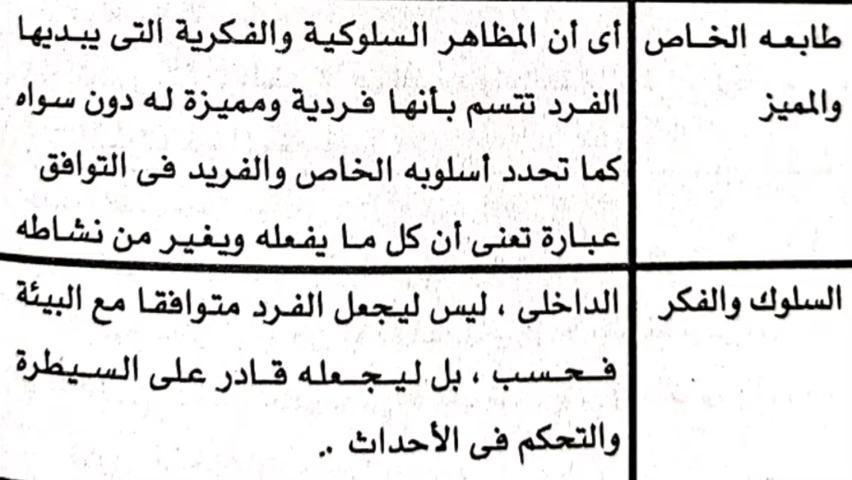 طابعه الخاص
والمميز
أى أن المظاهر السلوكية والفكرية التى يبديها
الفرد تتسم بأنها فردية ومميزة له دون سواه
كما تحدد أسلوبه الخاص والفريد فى التوافق
عبارة تعنى أن كل ما يفعله ويغير من نشاطه
السلوك والفكر
الداخلى ، ليس ليجعل الفرد متوافقا مع البيئة
فحسب ، بل ليجعله قادر على السيطرة
والتحكم فى الأحداث .